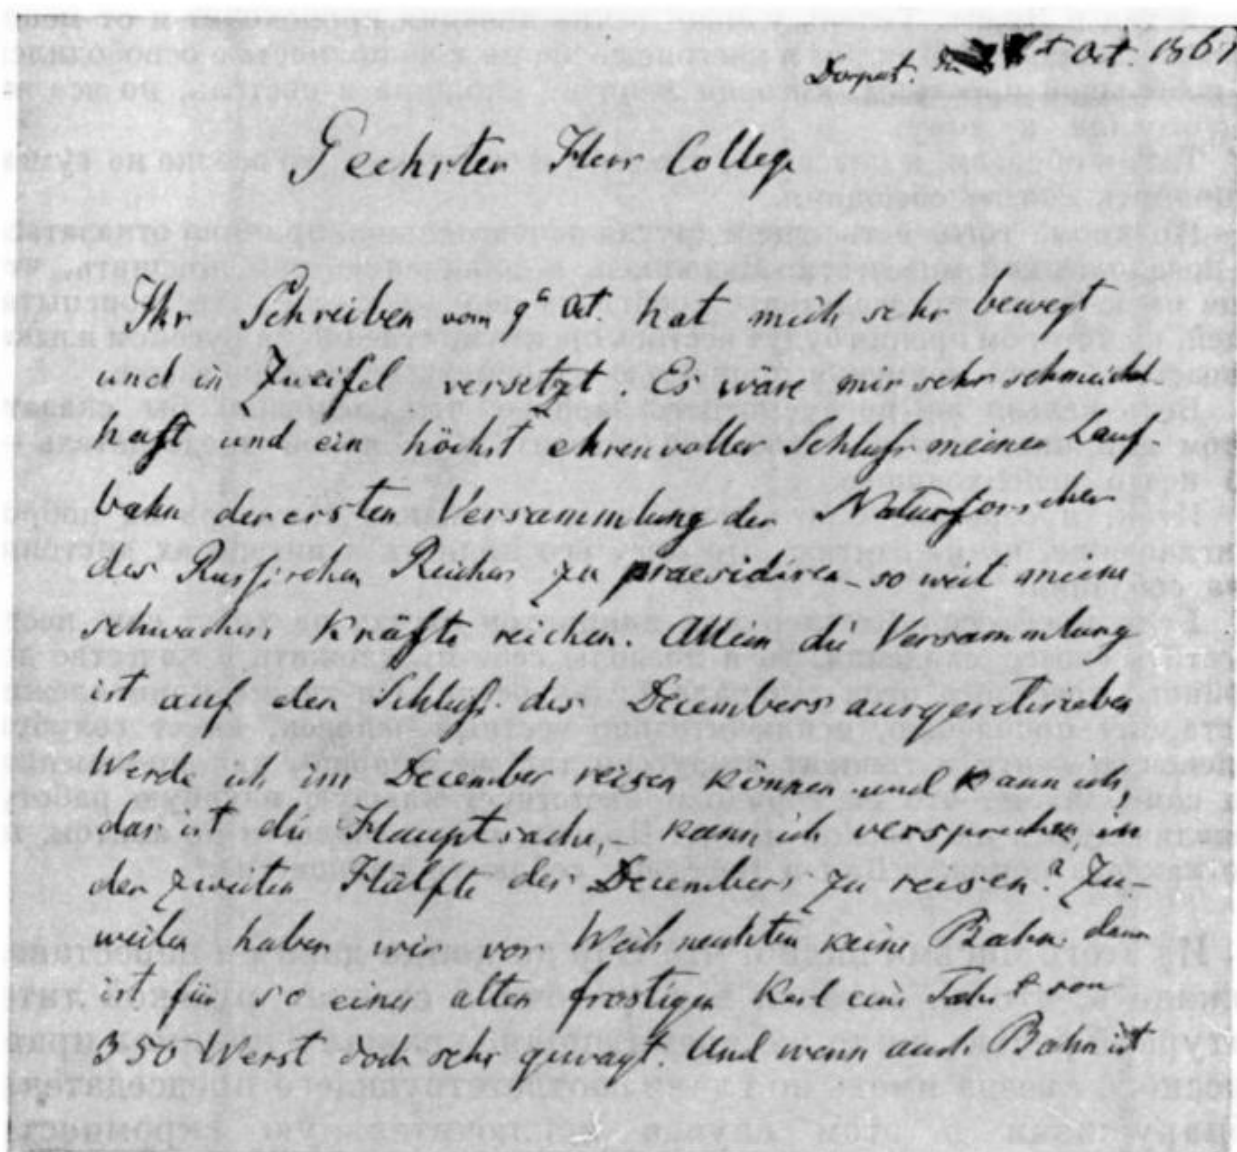 Dorpat. Oct. 1867
Geehrter Herr College
Ihr Schreiben vom 9ⁿ Oct. hat mich sehr bewegt
und in Zweifel versetzt. Es wäre mir sehr schmeichel-
haft und ein höchst ehrenvoller Schluss meiner Lauf-
bahn der ersten Versammlung der Naturforscher
des Russischen Reiches zu praesidiren – so weit meine
schwachen Kräfte reichen. Allein die Versammlung
ist auf den Schluss des Decembers ausgeschrieben
Werde ich im December reisen können und kann ich,
das ist die Hauptsache, – kann ich versprechen, in
der zweiten Hälfte des Decembers zu reisen? Zu-
weilen haben wir vor Weihnachten keine Bahn, dann
ist für so einen alten frostigen Kerl eine Fahrt von
350 Werst doch sehr gewagt. Und wenn auch Bahn ist